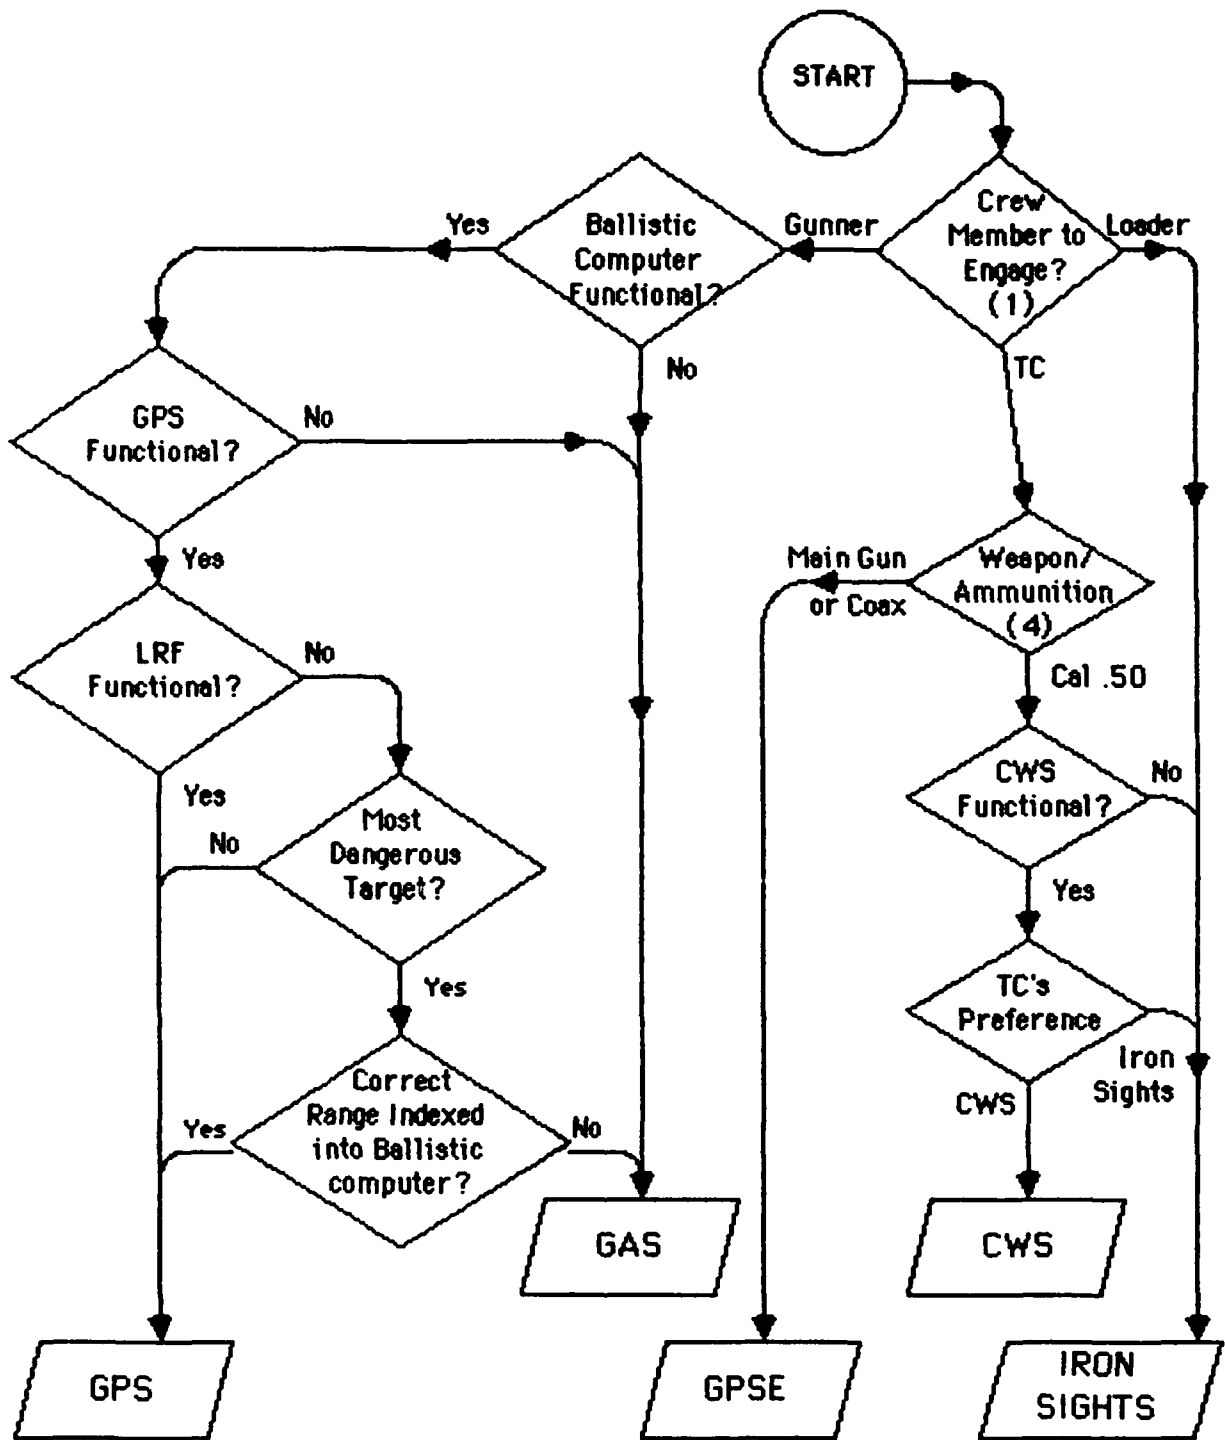 START
Crew
Member to
Engage?
(1)
Gunner
Loader
TC
Ballistic
Computer
Functional?
Yes
No
GPS
Functional?
No
Yes
LRF
Functional?
No
Yes
Most
Dangerous
Target?
No
Yes
Correct
Range Indexed
into Ballistic
computer?
Yes
No
Weapon/
Ammunition
(4)
Main Gun
or Coax
Cal .50
CWS
Functional?
No
Yes
TC's
Preference
Iron
Sights
CWS
GAS
CWS
GPS
GPSE
IRON
SIGHTS